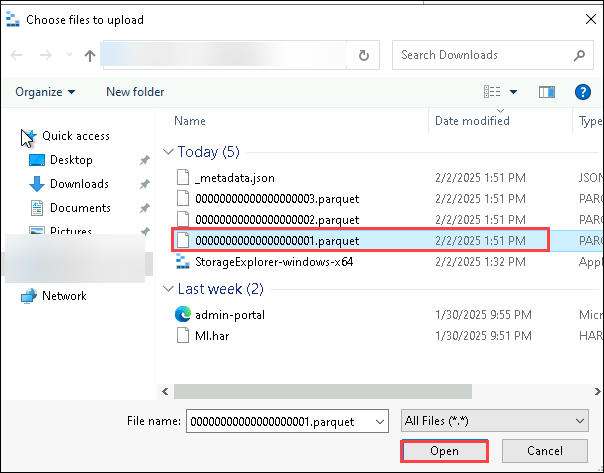 Choose files to upload
Search Downloads
Organize
New folder
?
Name
Date modified
Type
Quick access
Desktop
Downloads
Documents
Pictures
Network
Today (5)
_metadata.json 2/2/2025 1:51 PM JSON
00000000000000000003.parquet 2/2/2025 1:51 PM PARC
00000000000000000002.parquet 2/2/2025 1:51 PM PARC
00000000000000000001.parquet 2/2/2025 1:51 PM PARC
StorageExplorer-windows-x64 2/2/2025 1:32 PM Appl
Last week (2)
admin-portal 1/30/2025 9:55 PM Micr
MI.har 1/30/2025 9:51 PM HAR
File name: 00000000000000000001.parquet All Files (*.*)
Open Cancel